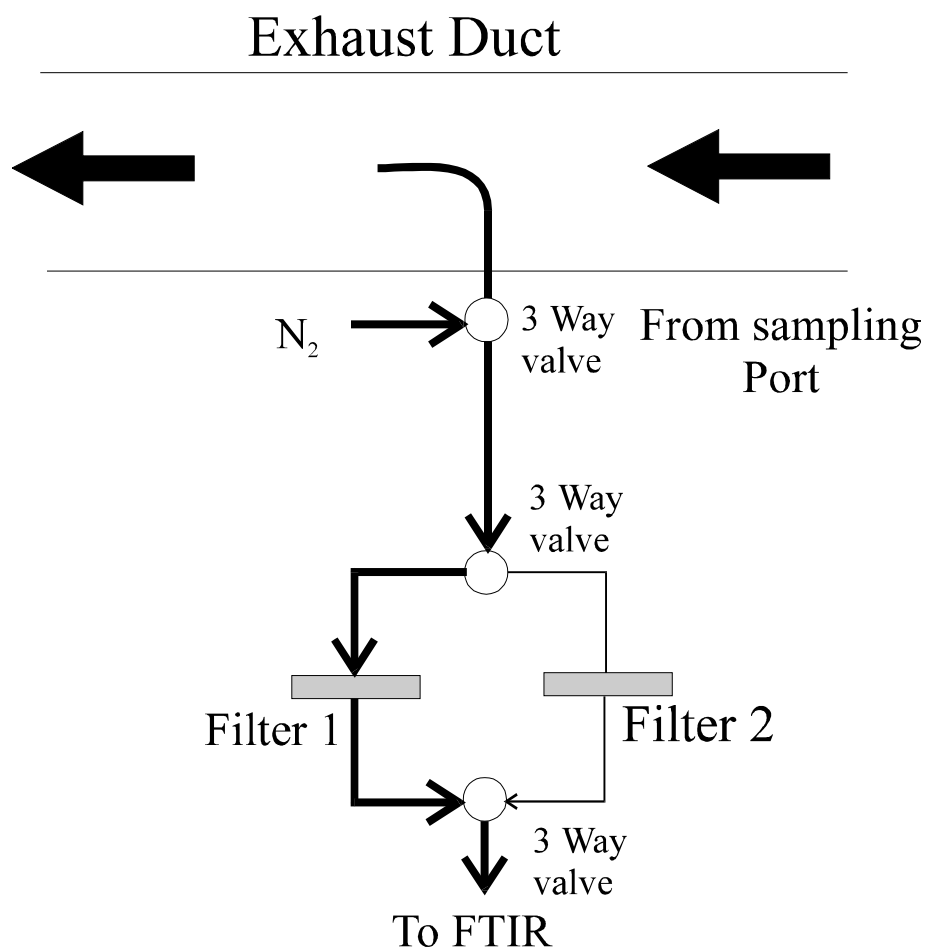 Exhaust Duct
N₂
3 Way
valve
From sampling
Port
3 Way
valve
Filter 1
Filter 2
3 Way
valve
To FTIR